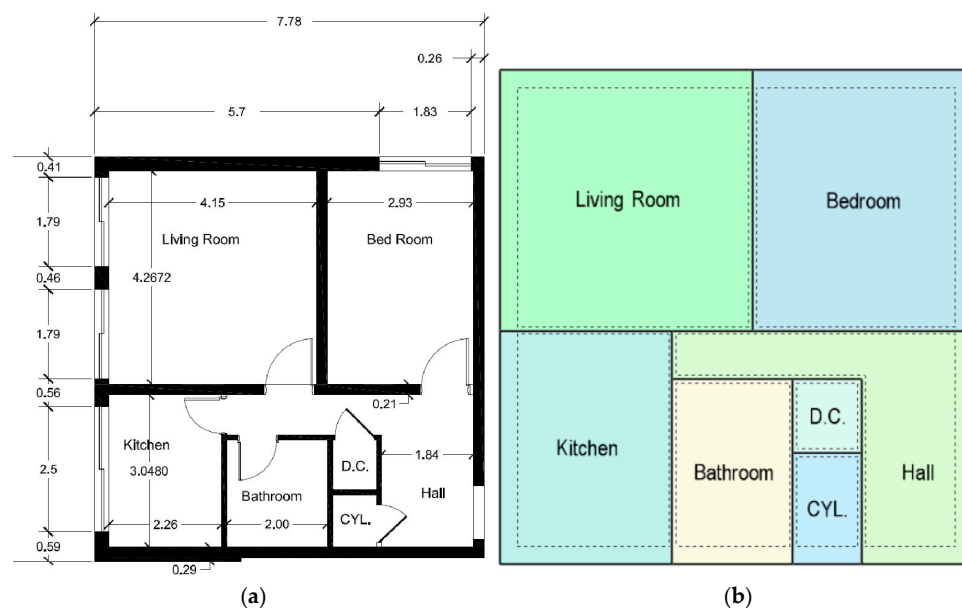 7.78
0.26
5.7
1.83
0.41
1.79
0.46
1.79
0.56
2.5
0.59
4.15
2.93
Living Room
Bed Room
4.2672
0.21
Kitchen
3.0480
D.C.
1.84
Bathroom
Hall
CYL.
2.26
2.00
0.29
(a)
Living Room
Bedroom
Kitchen
Bathroom
D.C.
CYL.
Hall
(b)